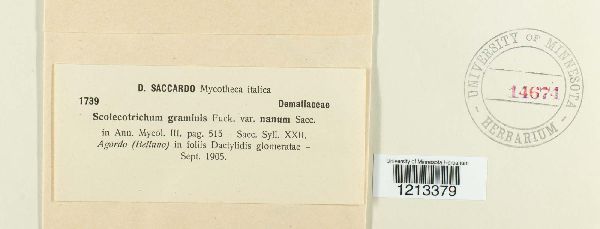 D. SACCARDO Mycotheca italica
1739
Dematiaceae
Scolecotrichum graminis Fuck. var. nanum Sacc.
in Ann. Mycol. III, pag. 515 – Sacc. Syll. XXII,
Agordo (Belluno) in foliis Dactylidis glomeratae –
Sept. 1905.
UNIVERSITY OF MINNESOTA
14674
HERBARIUM
University of Minnesota Herbarium
1213379